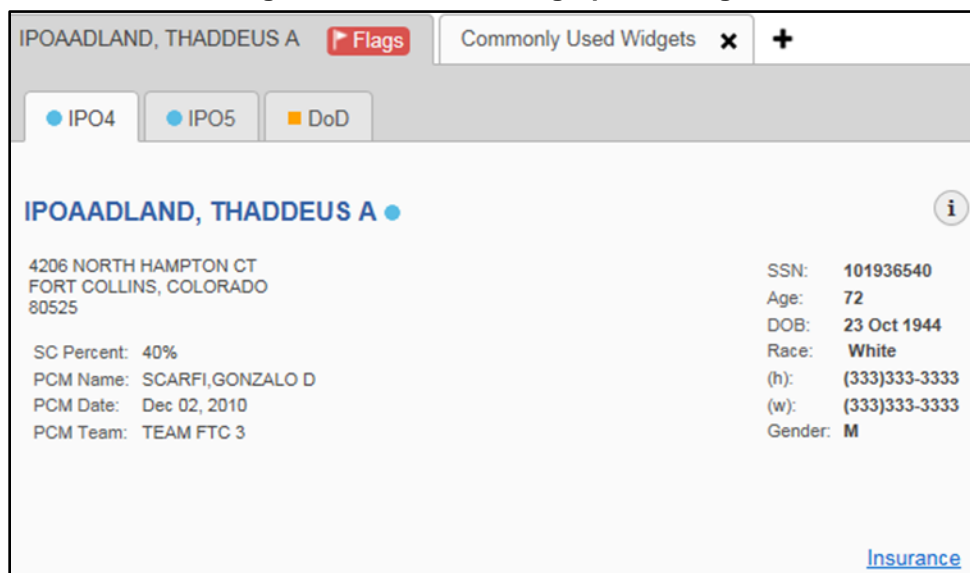 IPOAADLAND, THADDEUS A Flags Commonly Used Widgets
IPO4 IPO5 DoD
IPOAADLAND, THADDEUS A
4206 NORTH HAMPTON CT
FORT COLLINS, COLORADO
80525
SC Percent: 40%
PCM Name: SCARFI,GONZALO D
PCM Date: Dec 02, 2010
PCM Team: TEAM FTC 3
i
SSN: 101936540
Age: 72
DOB: 23 Oct 1944
Race: White
(h): (333)333-3333
(w): (333)333-3333
Gender: M
Insurance